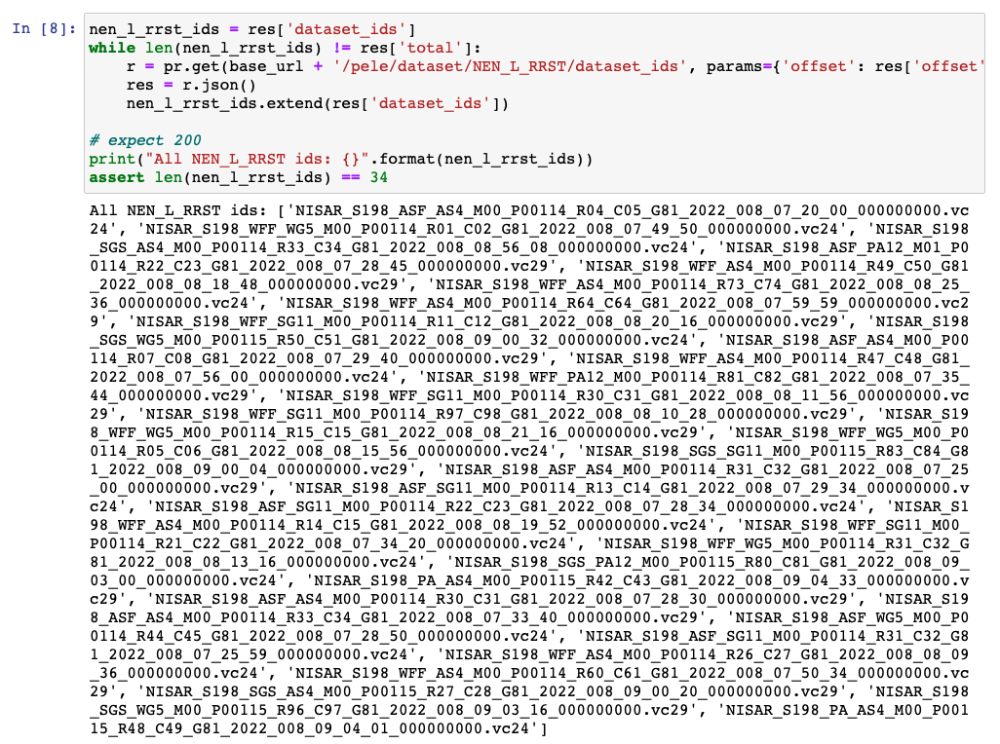 In [8]: nen_l_rrst_ids = res['dataset_ids']
while len(nen_l_rrst_ids) != res['total']:
    r = pr.get(base_url + '/pele/dataset/NEN_L_RRST/dataset_ids', params={'offset': res['offset'
    res = r.json()
    nen_l_rrst_ids.extend(res['dataset_ids'])

# expect 200
print("All NEN_L_RRST ids: {}".format(nen_l_rrst_ids))
assert len(nen_l_rrst_ids) == 34
All NEN_L_RRST ids: ['NISAR_S198_ASF_AS4_M00_P00114_R04_C05_G81_2022_008_07_20_00_000000000.vc
24', 'NISAR_S198_WFF_WG5_M00_P00114_R01_C02_G81_2022_008_07_49_50_000000000.vc24', 'NISAR_S198
_SGS_AS4_M00_P00114_R33_C34_G81_2022_008_08_56_08_000000000.vc24', 'NISAR_S198_ASF_PA12_M01_P0
0114_R22_C23_G81_2022_008_07_28_45_000000000.vc29', 'NISAR_S198_WFF_AS4_M00_P00114_R49_C50_G81
_2022_008_08_18_48_000000000.vc29', 'NISAR_S198_WFF_AS4_M00_P00114_R73_C74_G81_2022_008_08_25_
36_000000000.vc24', 'NISAR_S198_WFF_AS4_M00_P00114_R64_C64_G81_2022_008_07_59_59_000000000.vc2
9', 'NISAR_S198_WFF_SG11_M00_P00114_R11_C12_G81_2022_008_08_20_16_000000000.vc29', 'NISAR_S198
_SGS_WG5_M00_P00115_R50_C51_G81_2022_008_09_00_32_000000000.vc24', 'NISAR_S198_ASF_AS4_M00_P00
114_R07_C08_G81_2022_008_07_29_40_000000000.vc29', 'NISAR_S198_WFF_AS4_M00_P00114_R47_C48_G81_
2022_008_07_56_00_000000000.vc24', 'NISAR_S198_WFF_PA12_M00_P00114_R81_C82_G81_2022_008_07_35_
44_000000000.vc29', 'NISAR_S198_WFF_SG11_M00_P00114_R30_C31_G81_2022_008_08_11_56_000000000.vc
29', 'NISAR_S198_WFF_SG11_M00_P00114_R97_C98_G81_2022_008_08_10_28_000000000.vc29', 'NISAR_S19
8_WFF_WG5_M00_P00114_R15_C15_G81_2022_008_08_21_16_000000000.vc29', 'NISAR_S198_WFF_WG5_M00_P0
0114_R05_C06_G81_2022_008_08_15_56_000000000.vc24', 'NISAR_S198_SGS_SG11_M00_P00115_R83_C84_G8
1_2022_008_09_00_04_000000000.vc29', 'NISAR_S198_ASF_AS4_M00_P00114_R31_C32_G81_2022_008_07_25
_00_000000000.vc29', 'NISAR_S198_ASF_SG11_M00_P00114_R13_C14_G81_2022_008_07_29_34_000000000.v
c24', 'NISAR_S198_ASF_SG11_M00_P00114_R22_C23_G81_2022_008_07_28_34_000000000.vc24', 'NISAR_S1
98_WFF_AS4_M00_P00114_R14_C15_G81_2022_008_08_19_52_000000000.vc24', 'NISAR_S198_WFF_SG11_M00_
P00114_R21_C22_G81_2022_008_07_34_20_000000000.vc24', 'NISAR_S198_WFF_WG5_M00_P00114_R31_C32_G
81_2022_008_08_13_16_000000000.vc24', 'NISAR_S198_SGS_PA12_M00_P00115_R80_C81_G81_2022_008_09_
03_00_000000000.vc24', 'NISAR_S198_PA_AS4_M00_P00115_R42_C43_G81_2022_008_09_04_33_000000000.v
c29', 'NISAR_S198_ASF_AS4_M00_P00114_R30_C31_G81_2022_008_07_28_30_000000000.vc29', 'NISAR_S19
8_ASF_AS4_M00_P00114_R33_C34_G81_2022_008_07_33_40_000000000.vc29', 'NISAR_S198_ASF_WG5_M00_P0
0114_R44_C45_G81_2022_008_07_28_50_000000000.vc24', 'NISAR_S198_ASF_SG11_M00_P00114_R31_C32_G8
1_2022_008_07_25_59_000000000.vc24', 'NISAR_S198_WFF_AS4_M00_P00114_R26_C27_G81_2022_008_08_09
_36_000000000.vc24', 'NISAR_S198_WFF_AS4_M00_P00114_R60_C61_G81_2022_008_07_50_34_000000000.vc
29', 'NISAR_S198_SGS_AS4_M00_P00115_R27_C28_G81_2022_008_09_00_20_000000000.vc29', 'NISAR_S198
_SGS_WG5_M00_P00115_R96_C97_G81_2022_008_09_03_16_000000000.vc29', 'NISAR_S198_PA_AS4_M00_P001
15_R48_C49_G81_2022_008_09_04_01_000000000.vc24']